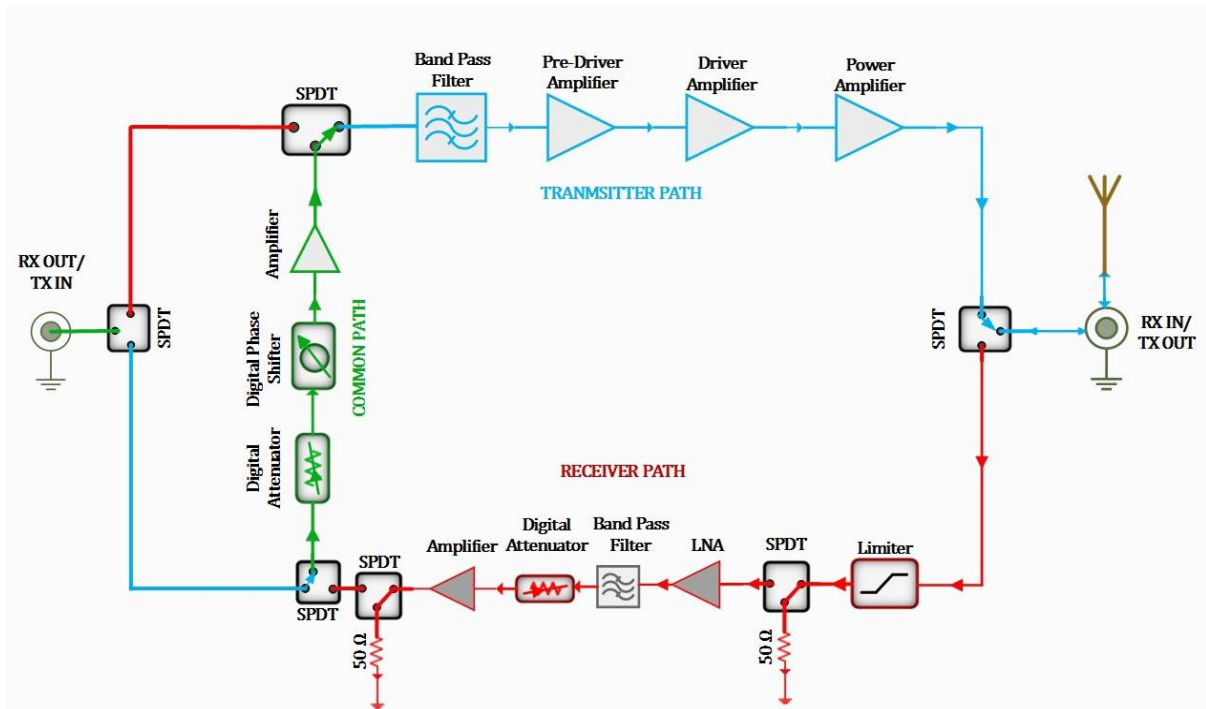 Band Pass
Filter
Pre-Driver
Amplifier
Driver
Amplifier
Power
Amplifier
SPDT
TRANMSITTER PATH
Amplifier
RX OUT/
TX IN
SPDT
Digital Phase
Shifter
COMMON PATH
SPDT
RX IN/
TX OUT
Digital
Attenuator
RECEIVER PATH
Amplifier
Digital
Attenuator
Band Pass
Filter
LNA
SPDT
Limiter
SPDT
SPDT
50 Ω
50 Ω